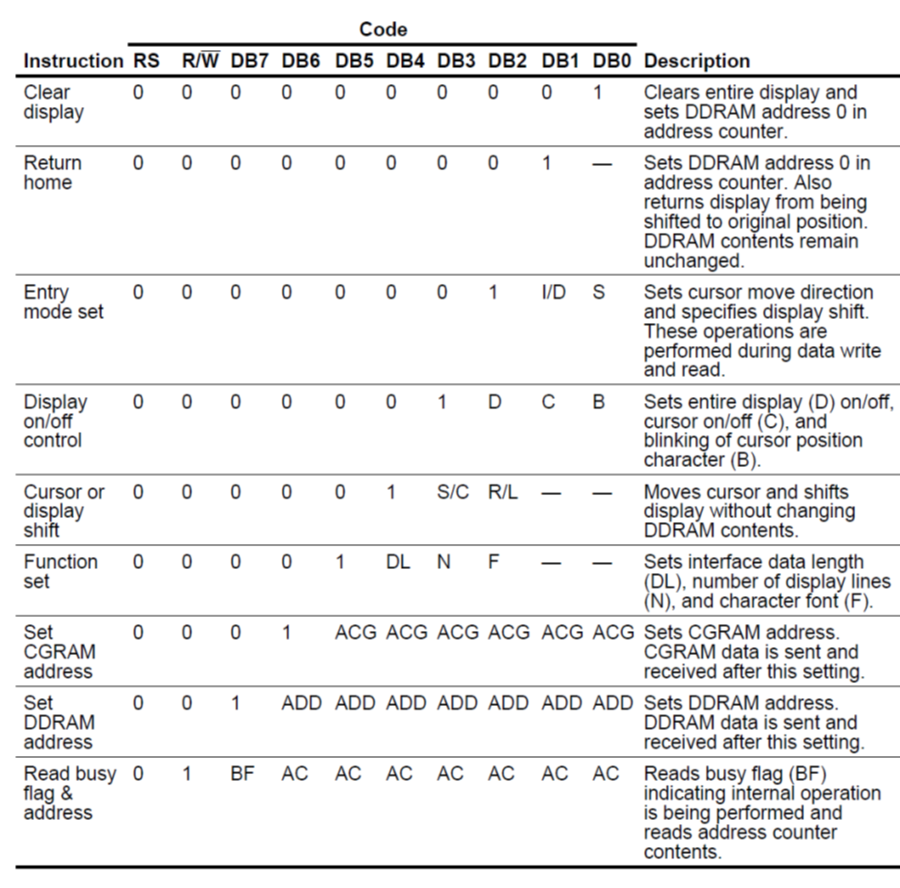 Code
Instruction RS R/W̅ DB7 DB6 DB5 DB4 DB3 DB2 DB1 DB0 Description
Clear 0 0 0 0 0 0 0 0 0 1 Clears entire display and
display sets DDRAM address 0 in
address counter.
Return 0 0 0 0 0 0 0 0 1 — Sets DDRAM address 0 in
home address counter. Also
returns display from being
shifted to original position.
DDRAM contents remain
unchanged.
Entry 0 0 0 0 0 0 0 1 I/D S Sets cursor move direction
mode set and specifies display shift.
These operations are
performed during data write
and read.
Display 0 0 0 0 0 0 1 D C B Sets entire display (D) on/off,
on/off cursor on/off (C), and
control blinking of cursor position
character (B).
Cursor or 0 0 0 0 0 1 S/C R/L — — Moves cursor and shifts
display display without changing
shift DDRAM contents.
Function 0 0 0 0 1 DL N F — — Sets interface data length
set (DL), number of display lines
(N), and character font (F).
Set 0 0 0 1 ACG ACG ACG ACG ACG ACG Sets CGRAM address.
CGRAM CGRAM data is sent and
address received after this setting.
Set 0 0 1 ADD ADD ADD ADD ADD ADD ADD Sets DDRAM address.
DDRAM DDRAM data is sent and
address received after this setting.
Read busy 0 1 BF AC AC AC AC AC AC AC Reads busy flag (BF)
flag & indicating internal operation
address is being performed and
reads address counter
contents.